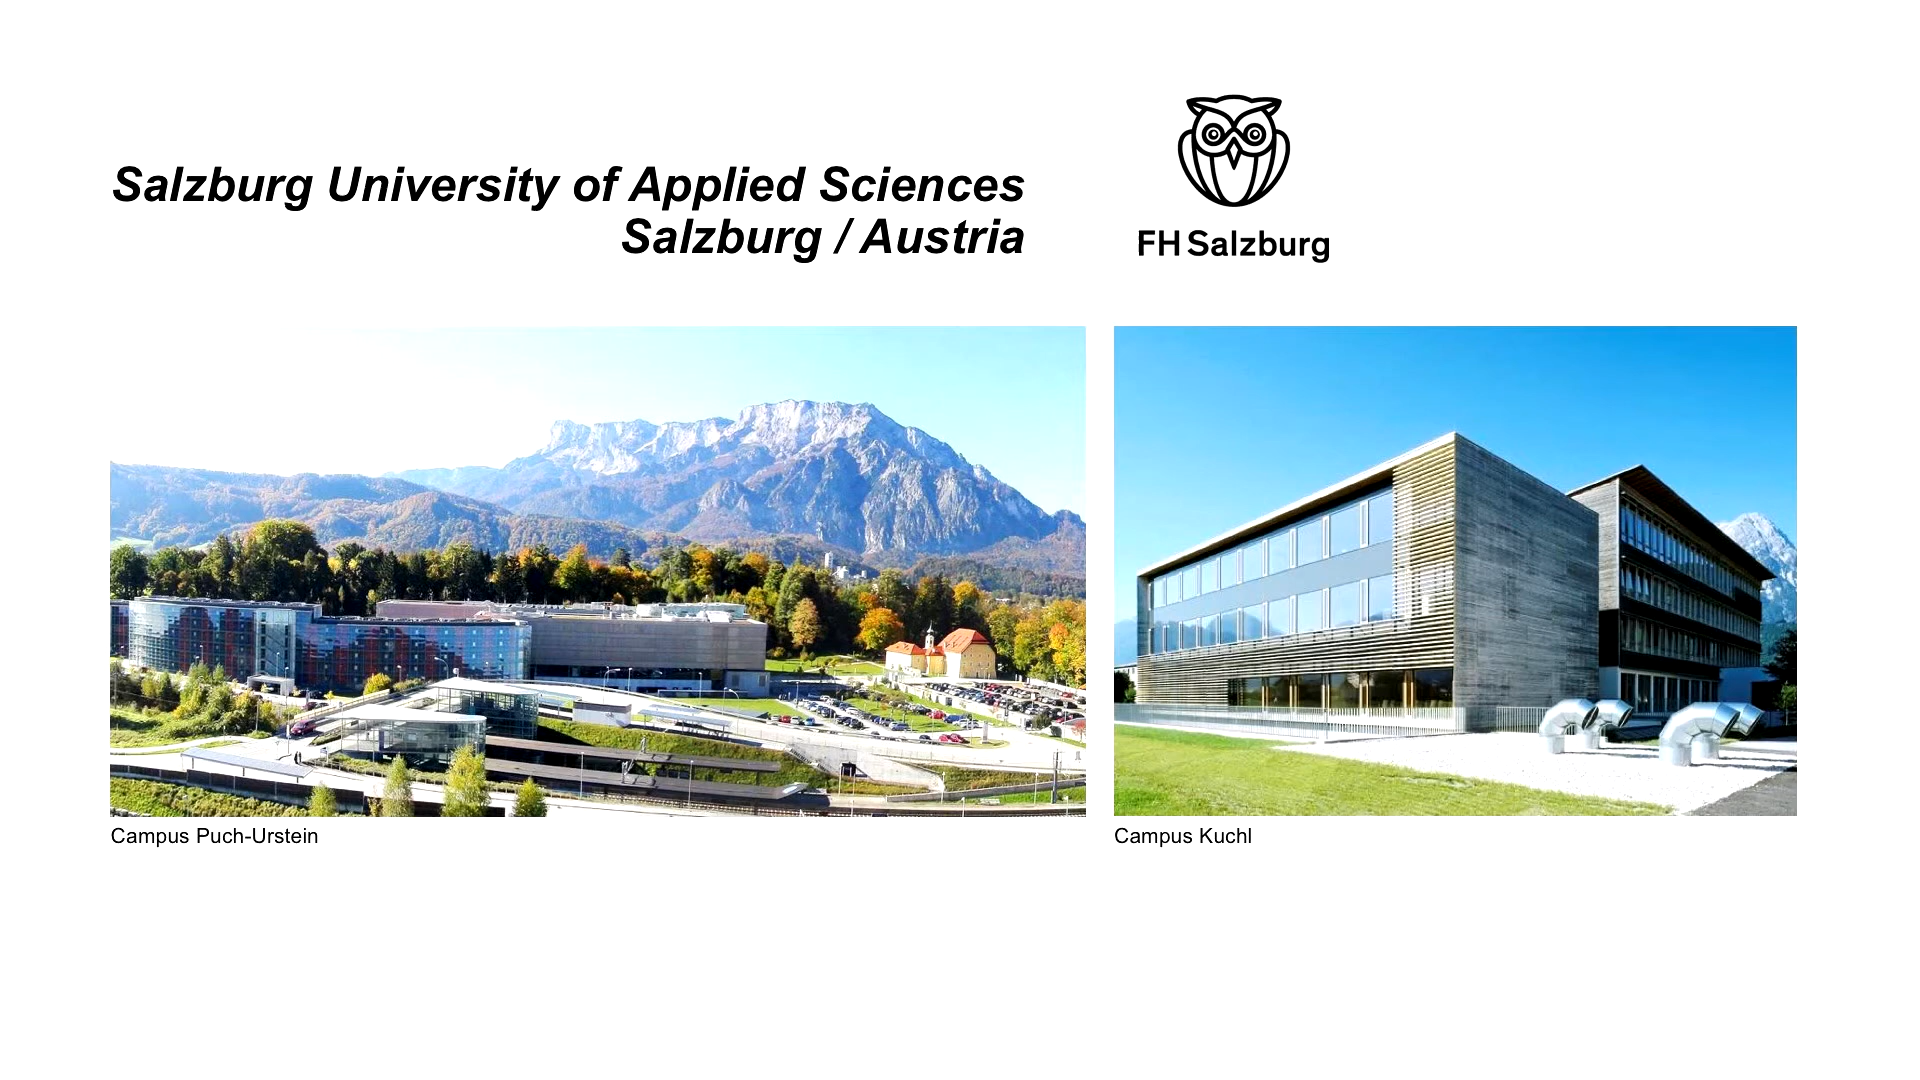 Salzburg University of Applied Sciences
Salzburg / Austria
FH Salzburg
Campus Puch-Urstein
Campus Kuchl